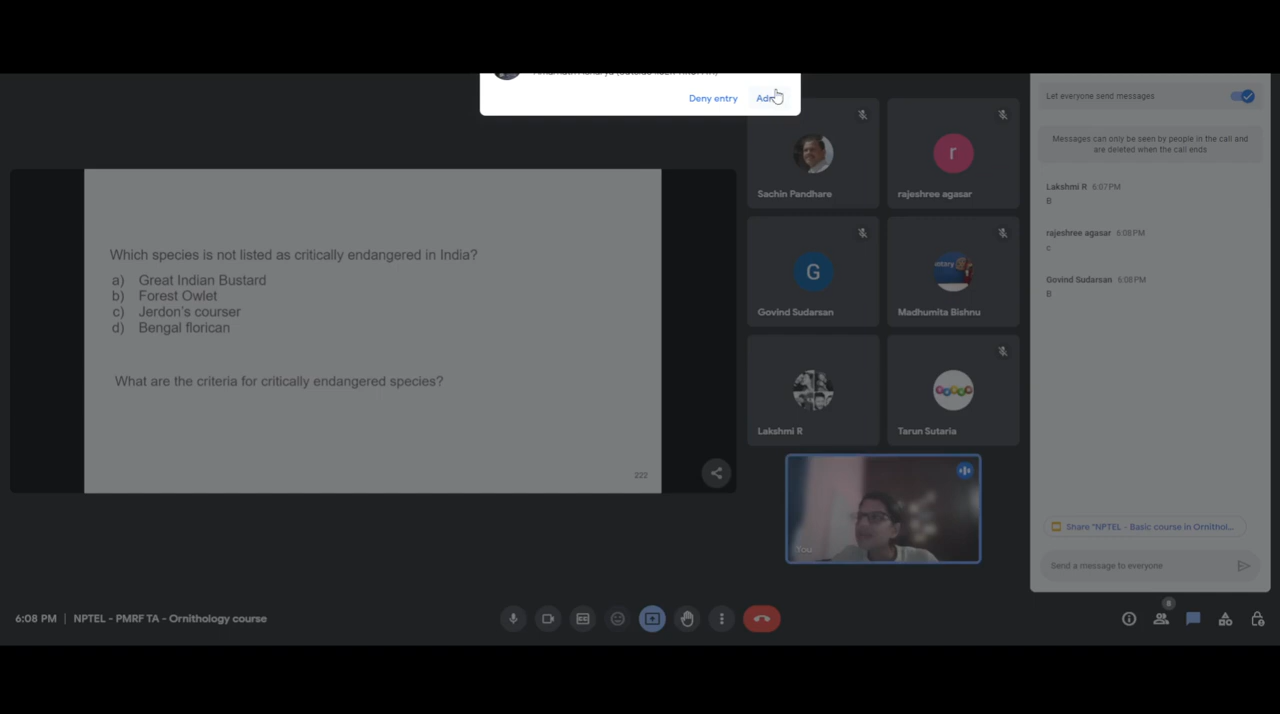 Deny entry
Let everyone send messages
Messages can only be seen by people in the call and
are deleted when the call ends
Lakshmi R 6:07 PM
B
rajeshree agasar 6:08 PM
c
Govind Sudarsan 6:08 PM
B
Share "NPTEL - Basic course in Ornithol...
Send a message to everyone
Which species is not listed as critically endangered in India?
a) Great Indian Bustard
b) Forest Owlet
c) Jerdon's courser
d) Bengal florican
What are the criteria for critically endangered species?
222
Sachin Pandhare
r
rajeshree agasar
G
Govind Sudarsan
Madhumita Bishnu
Lakshmi R
Tarun Sutaria
You
6:08 PM | NPTEL - PMRF TA - Ornithology course
8